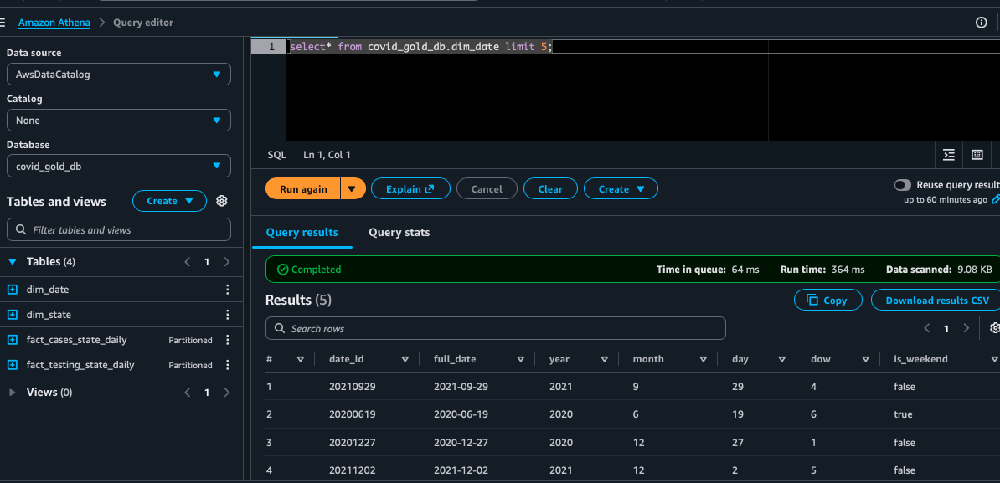 Amazon Athena > Query editor
Data source
AwsDataCatalog
Catalog
None
Database
covid_gold_db
Tables and views
Create
Filter tables and views
Tables (4)
1
dim_date
dim_state
fact_cases_state_daily Partitioned
fact_testing_state_daily Partitioned
Views (0)
1
1 select* from covid_gold_db.dim_date limit 5;
SQL Ln 1, Col 1
Run again Explain Cancel Clear Create
Reuse query result
up to 60 minutes ago
Query results Query stats
Completed Time in queue: 64 ms Run time: 364 ms Data scanned: 9.08 KB
Results (5)
Copy Download results CSV
Search rows
1
# date_id full_date year month day dow is_weekend
1 20210929 2021-09-29 2021 9 29 4 false
2 20200619 2020-06-19 2020 6 19 6 true
3 20201227 2020-12-27 2020 12 27 1 false
4 20211202 2021-12-02 2021 12 2 5 false